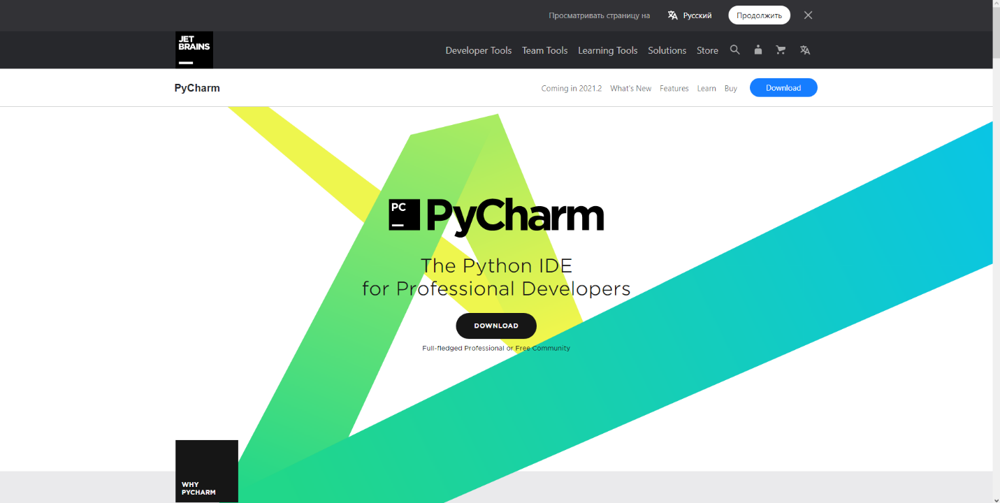 Просматривать страницу на Русский Продолжить
JET
BRAINS
Developer Tools Team Tools Learning Tools Solutions Store
PyCharm
Coming in 2021.2 What's New Features Learn Buy Download
PC
PyCharm
The Python IDE
for Professional Developers
DOWNLOAD
Full-fledged Professional or Free Community
WHY
PYCHARM